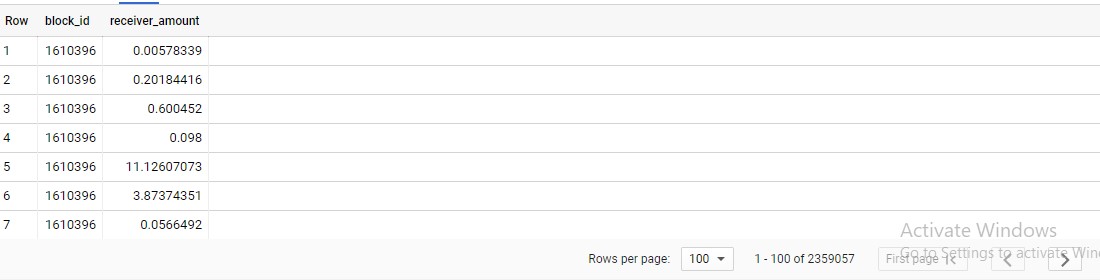 Row block_id receiver_amount
1 1610396 0.00578339
2 1610396 0.20184416
3 1610396 0.600452
4 1610396 0.098
5 1610396 11.12607073
6 1610396 3.87374351
7 1610396 0.0566492
Activate Windows
Go to Settings to activate Win
Rows per page: 100 1 - 100 of 2359057 First page